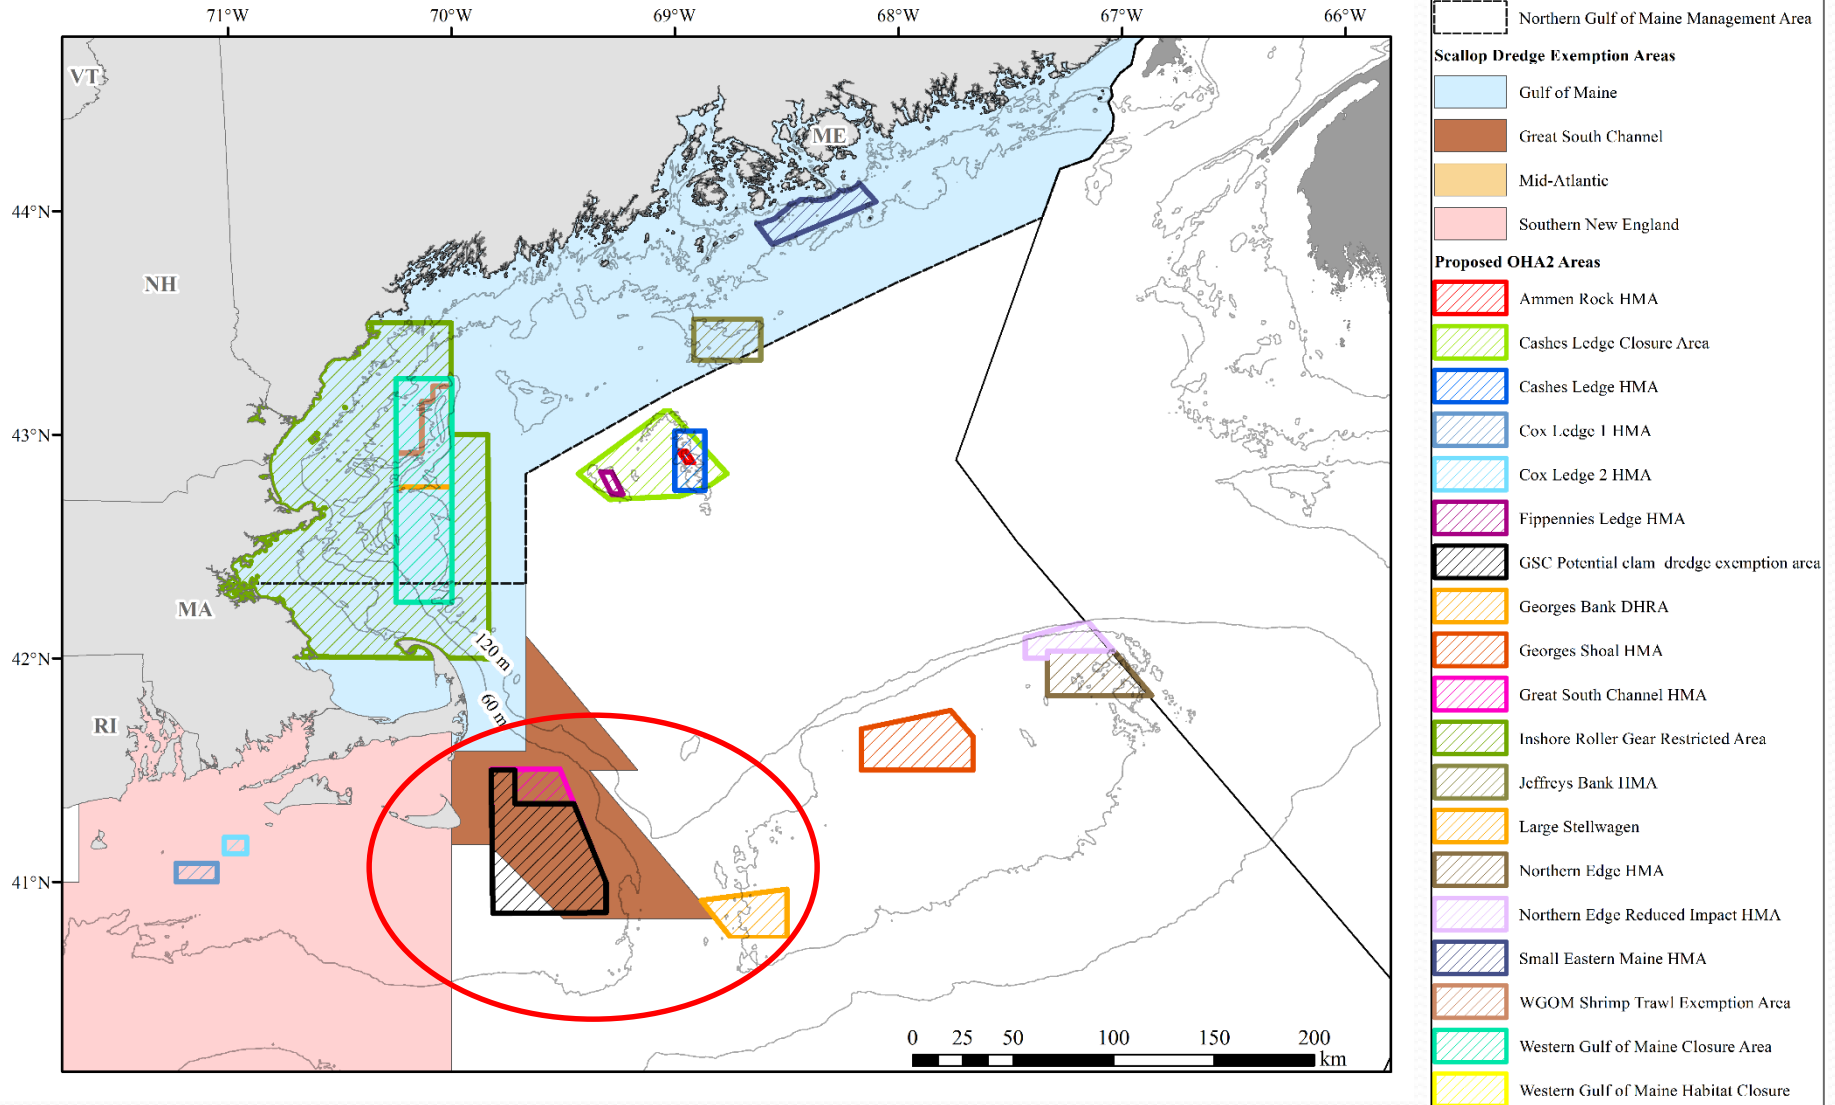 71°W 70°W 69°W 68°W 67°W 66°W
VT
ME
44°N
NH
43°N
MA
42°N
120 m
60 m
RI
41°N
0 25 50 100 150 200
km
Northern Gulf of Maine Management Area
Scallop Dredge Exemption Areas
Gulf of Maine
Great South Channel
Mid-Atlantic
Southern New England
Proposed OHA2 Areas
Ammen Rock HMA
Cashes Ledge Closure Area
Cashes Ledge HMA
Cox Ledge 1 HMA
Cox Ledge 2 HMA
Fippennies Ledge HMA
GSC Potential clam dredge exemption area
Georges Bank DHRA
Georges Shoal HMA
Great South Channel HMA
Inshore Roller Gear Restricted Area
Jeffreys Bank HMA
Large Stellwagen
Northern Edge HMA
Northern Edge Reduced Impact HMA
Small Eastern Maine HMA
WGOM Shrimp Trawl Exemption Area
Western Gulf of Maine Closure Area
Western Gulf of Maine Habitat Closure